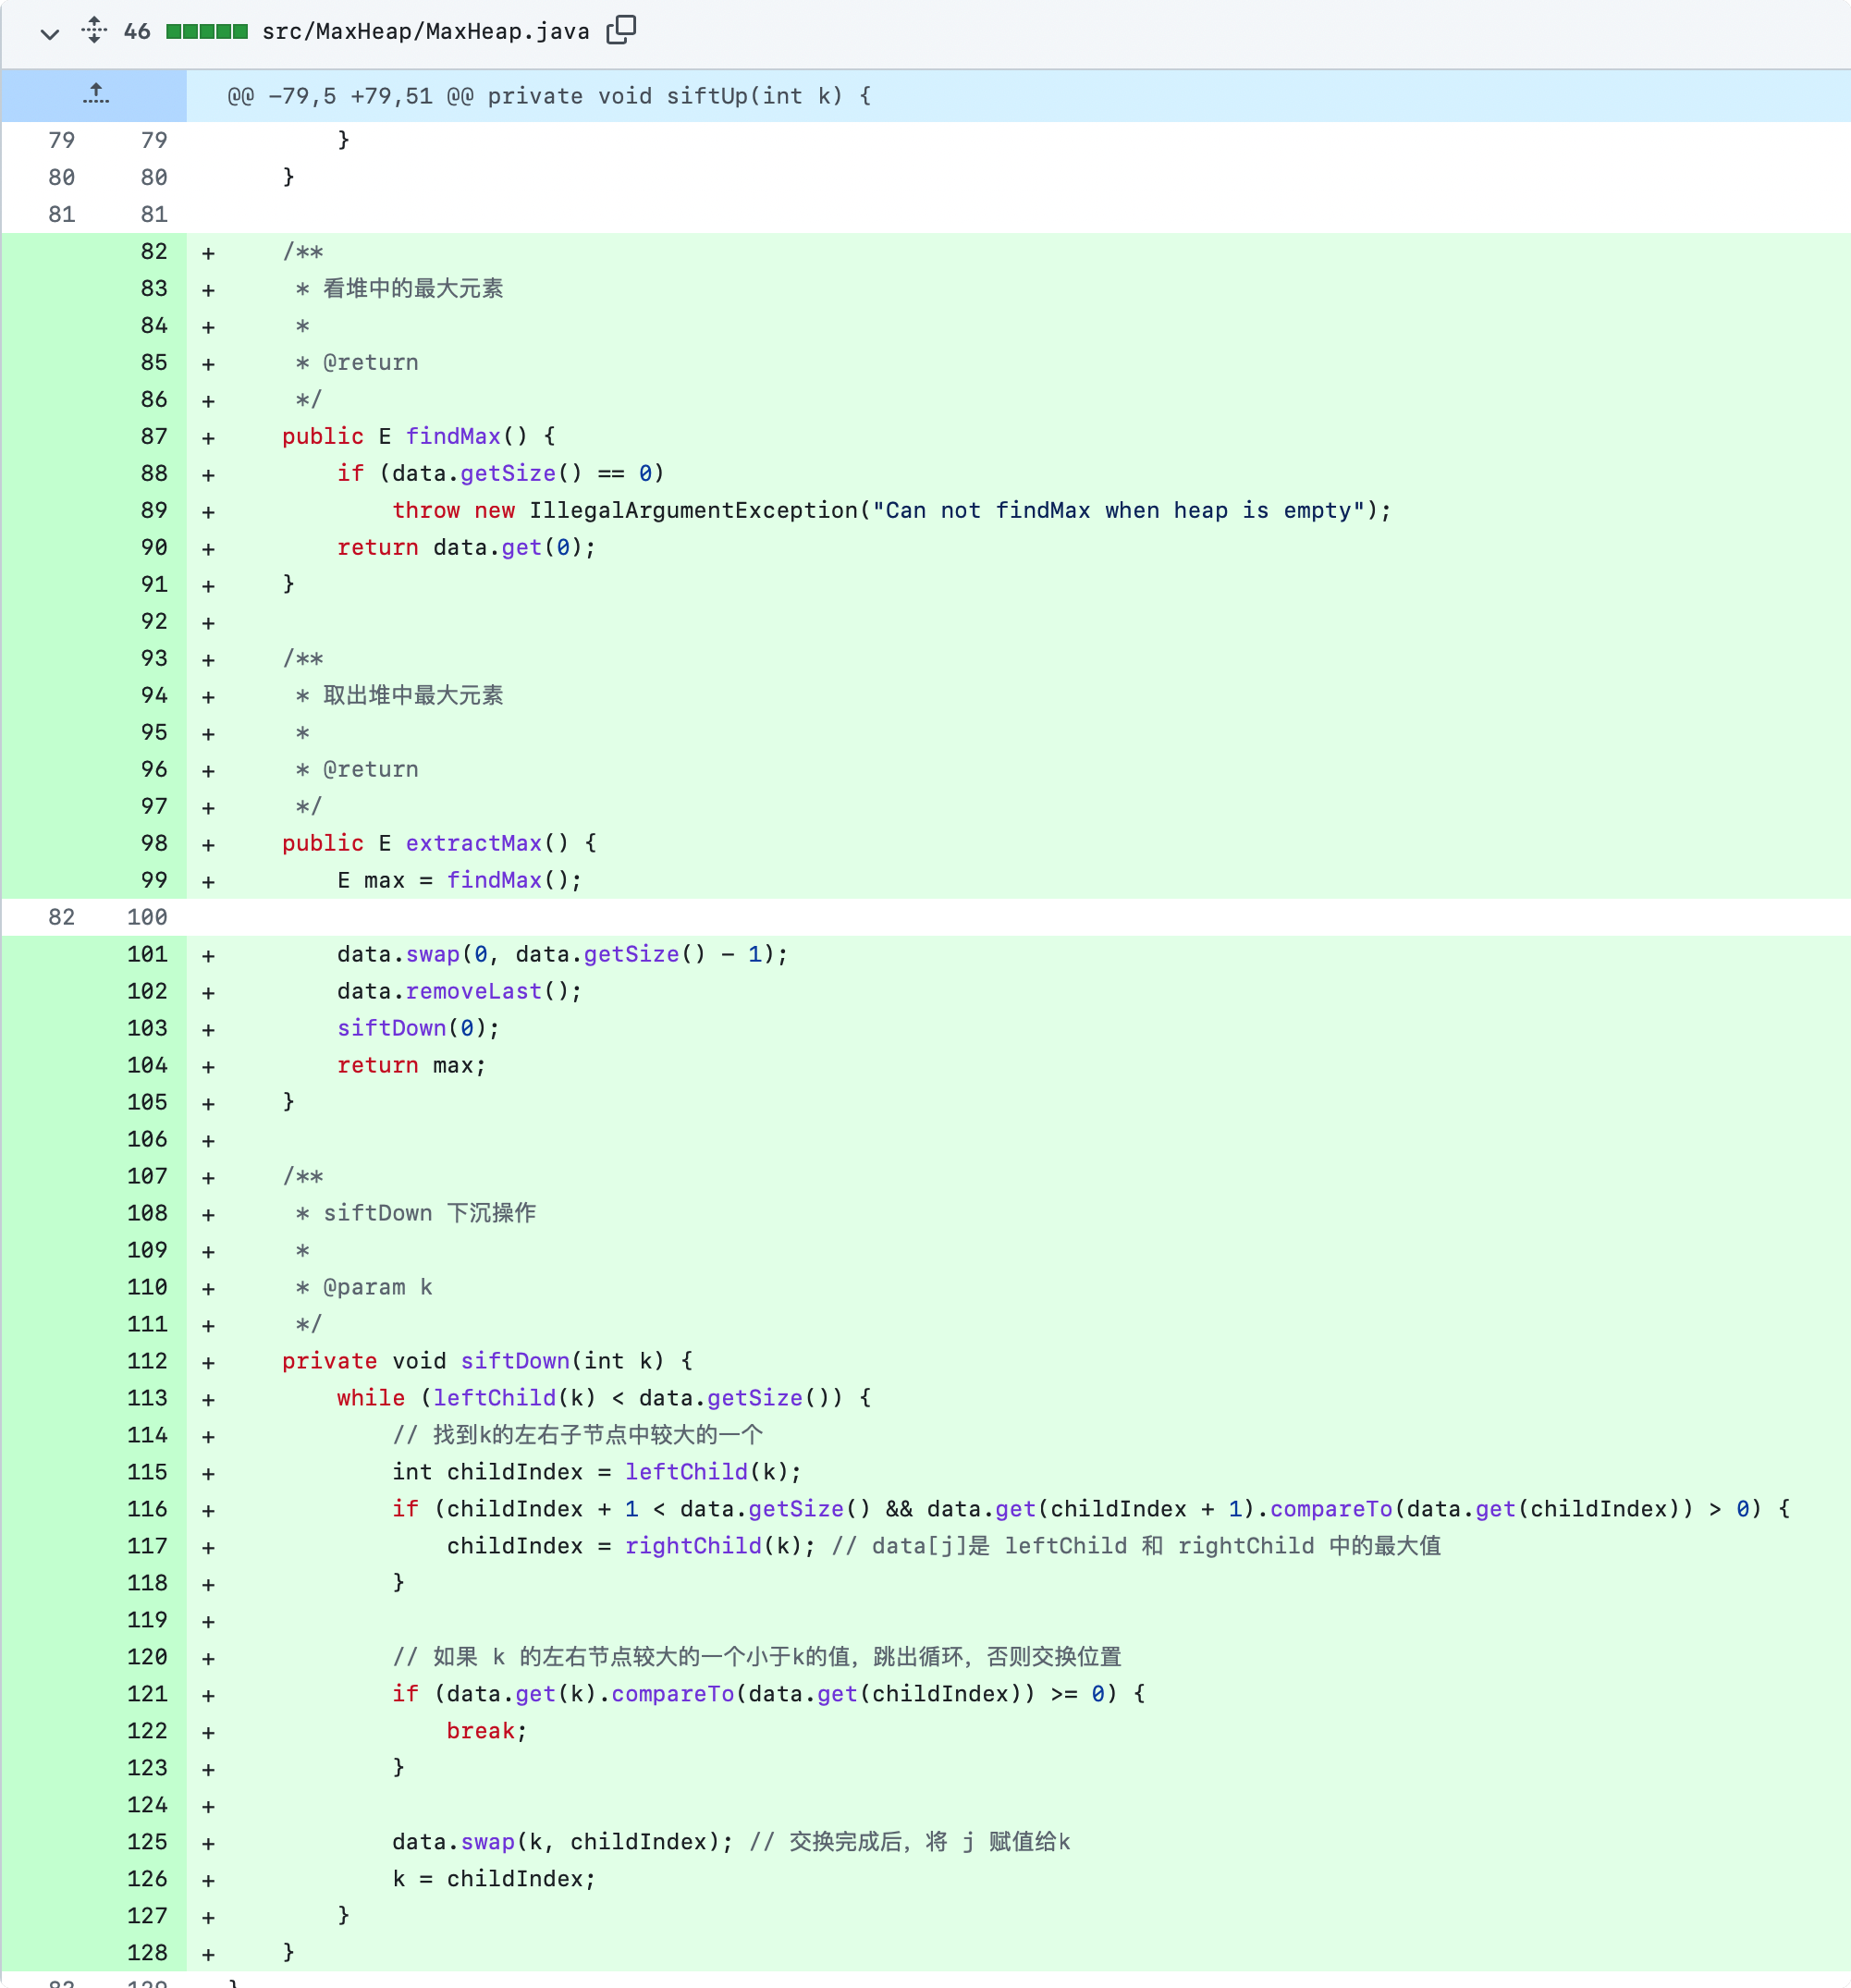 46 src/MaxHeap/MaxHeap.java
@@ -79,5 +79,51 @@ private void siftUp(int k) {
79 79 }
80 80 }
81 81
82 + /**
83 + * 看堆中的最大元素
84 + *
85 + * @return
86 + */
87 + public E findMax() {
88 + if (data.getSize() == 0)
89 + throw new IllegalArgumentException("Can not findMax when heap is empty");
90 + return data.get(0);
91 + }
92 +
93 + /**
94 + * 取出堆中最大元素
95 + *
96 + * @return
97 + */
98 + public E extractMax() {
99 + E max = findMax();
82 100
101 + data.swap(0, data.getSize() - 1);
102 + data.removeLast();
103 + siftDown(0);
104 + return max;
105 + }
106 +
107 + /**
108 + * siftDown 下沉操作
109 + *
110 + * @param k
111 + */
112 + private void siftDown(int k) {
113 + while (leftChild(k) < data.getSize()) {
114 + // 找到k的左右子节点中较大的一个
115 + int childIndex = leftChild(k);
116 + if (childIndex + 1 < data.getSize() && data.get(childIndex + 1).compareTo(data.get(childIndex)) > 0) {
117 + childIndex = rightChild(k); // data[j]是 leftChild 和 rightChild 中的最大值
118 + }
119 +
120 + // 如果 k 的左右节点较大的一个小于k的值，跳出循环，否则交换位置
121 + if (data.get(k).compareTo(data.get(childIndex)) >= 0) {
122 + break;
123 + }
124 +
125 + data.swap(k, childIndex); // 交换完成后，将 j 赋值给k
126 + k = childIndex;
127 + }
128 + }